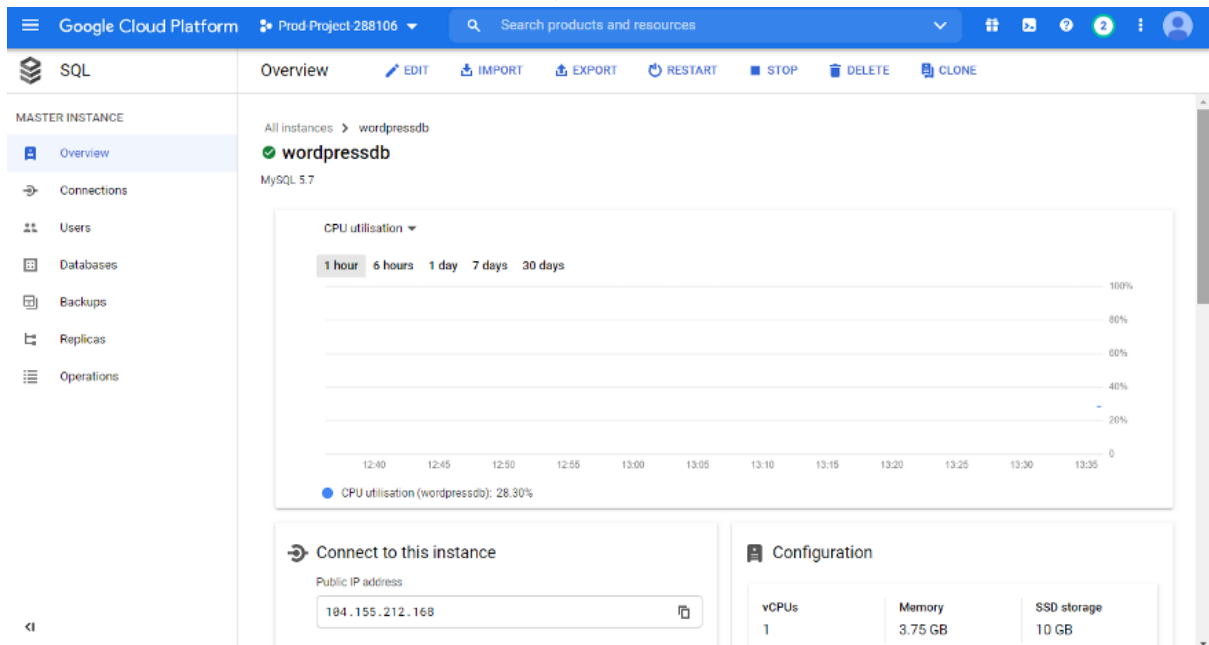 Google Cloud Platform Prod-Project-288106 Search products and resources 2
SQL
Overview EDIT IMPORT EXPORT RESTART STOP DELETE CLONE
MASTER INSTANCE
Overview
Connections
Users
Databases
Backups
Replicas
Operations
All instances > wordpressdb
wordpressdb
MySQL 5.7
CPU utilisation
1 hour 6 hours 1 day 7 days 30 days
100%
80%
60%
40%
20%
0
12:40 12:45 12:50 12:55 13:00 13:05 13:10 13:15 13:20 13:25 13:30 13:35
CPU utilisation (wordpressdb): 28.30%
Connect to this instance
Public IP address
104.155.212.168
Configuration
vCPUs Memory SSD storage
1 3.75 GB 10 GB